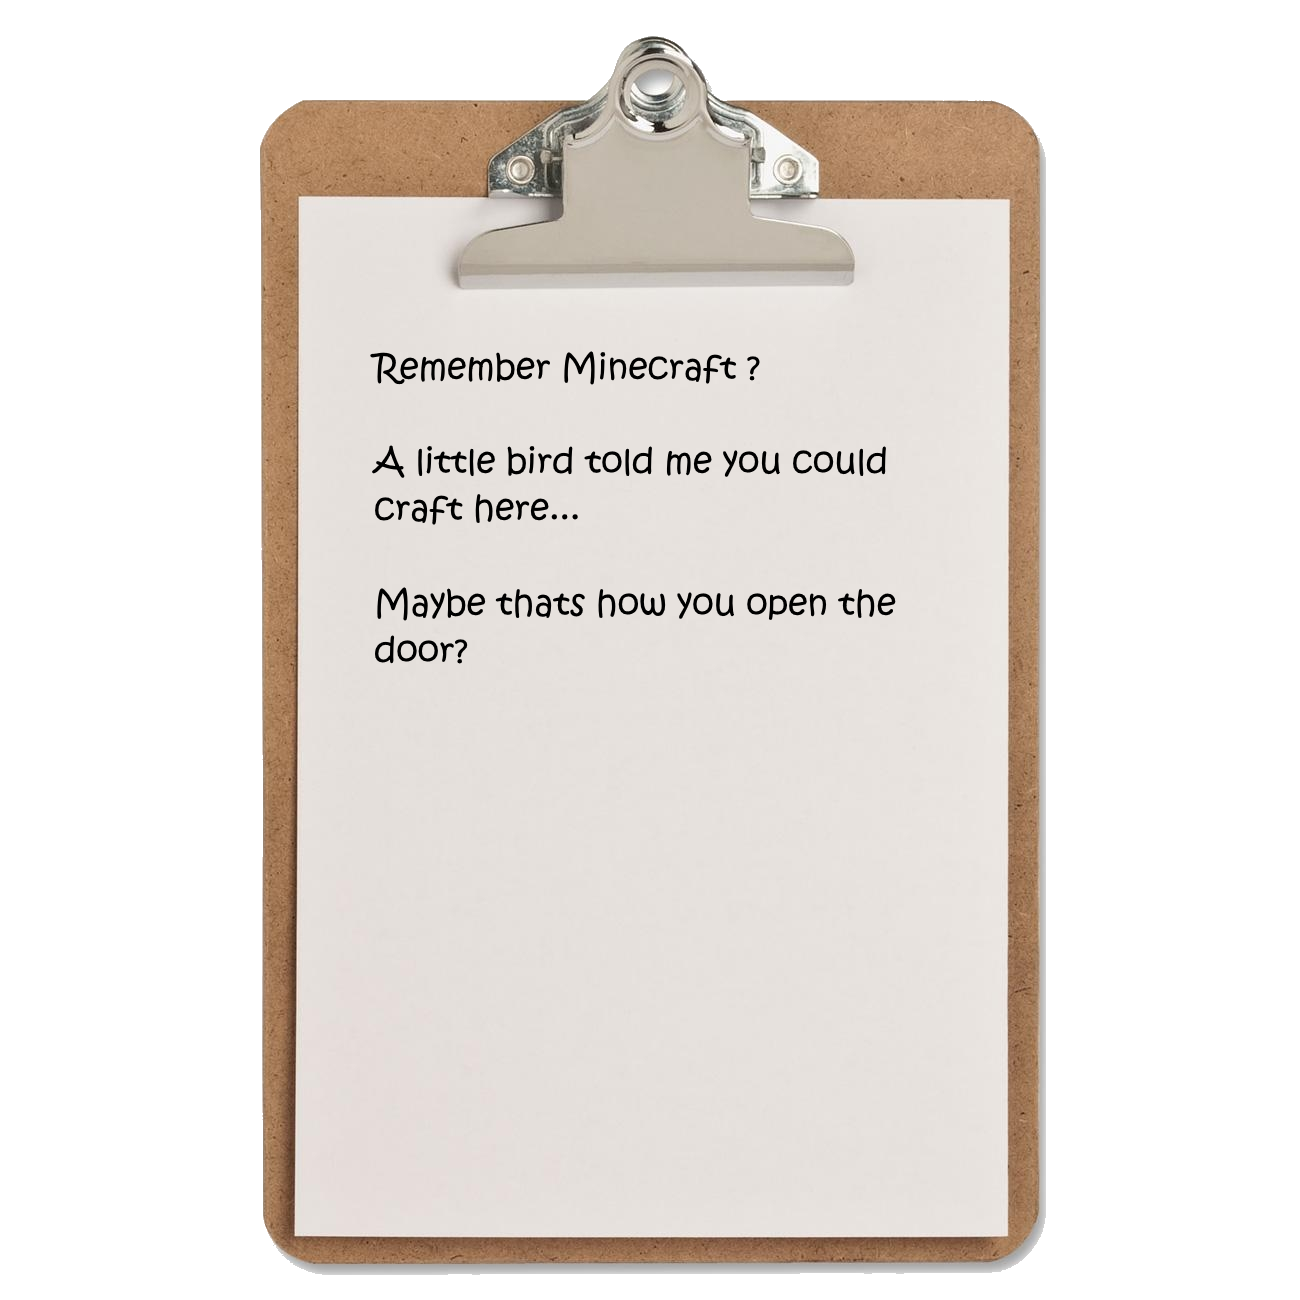 Remember Minecraft ?
A little bird told me you could
craft here...
Maybe thats how you open the
door?